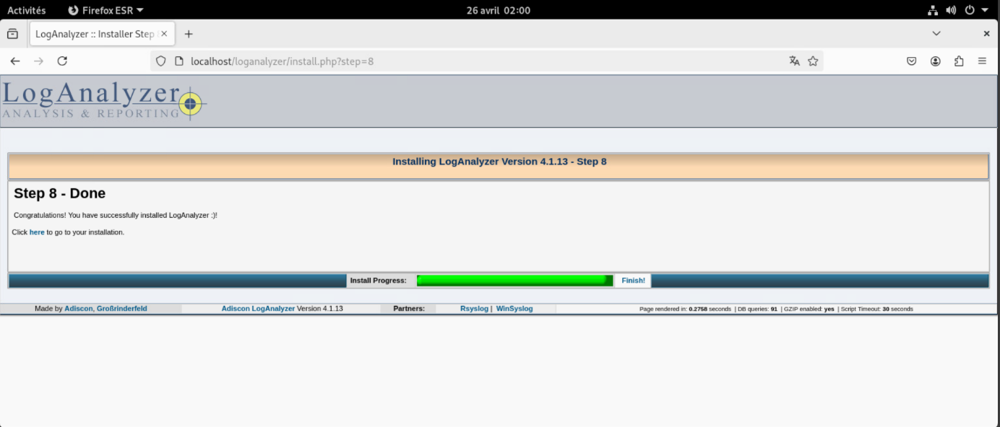 Activités Firefox ESR 26 avril 02:00
LogAnalyzer :: Installer Step
localhost/loganalyzer/install.php?step=8
LogAnalyzer
ANALYSIS & REPORTING
Installing LogAnalyzer Version 4.1.13 - Step 8
Step 8 - Done
Congratulations! You have successfully installed LogAnalyzer :)!
Click here to go to your installation.
Install Progress: Finish!
Made by Adiscon, Großrinderfeld Adiscon LogAnalyzer Version 4.1.13 Partners: Rsyslog | WinSyslog Page rendered in: 0.2758 seconds | DB queries: 91 | GZIP enabled: yes | Script Timeout: 30 seconds